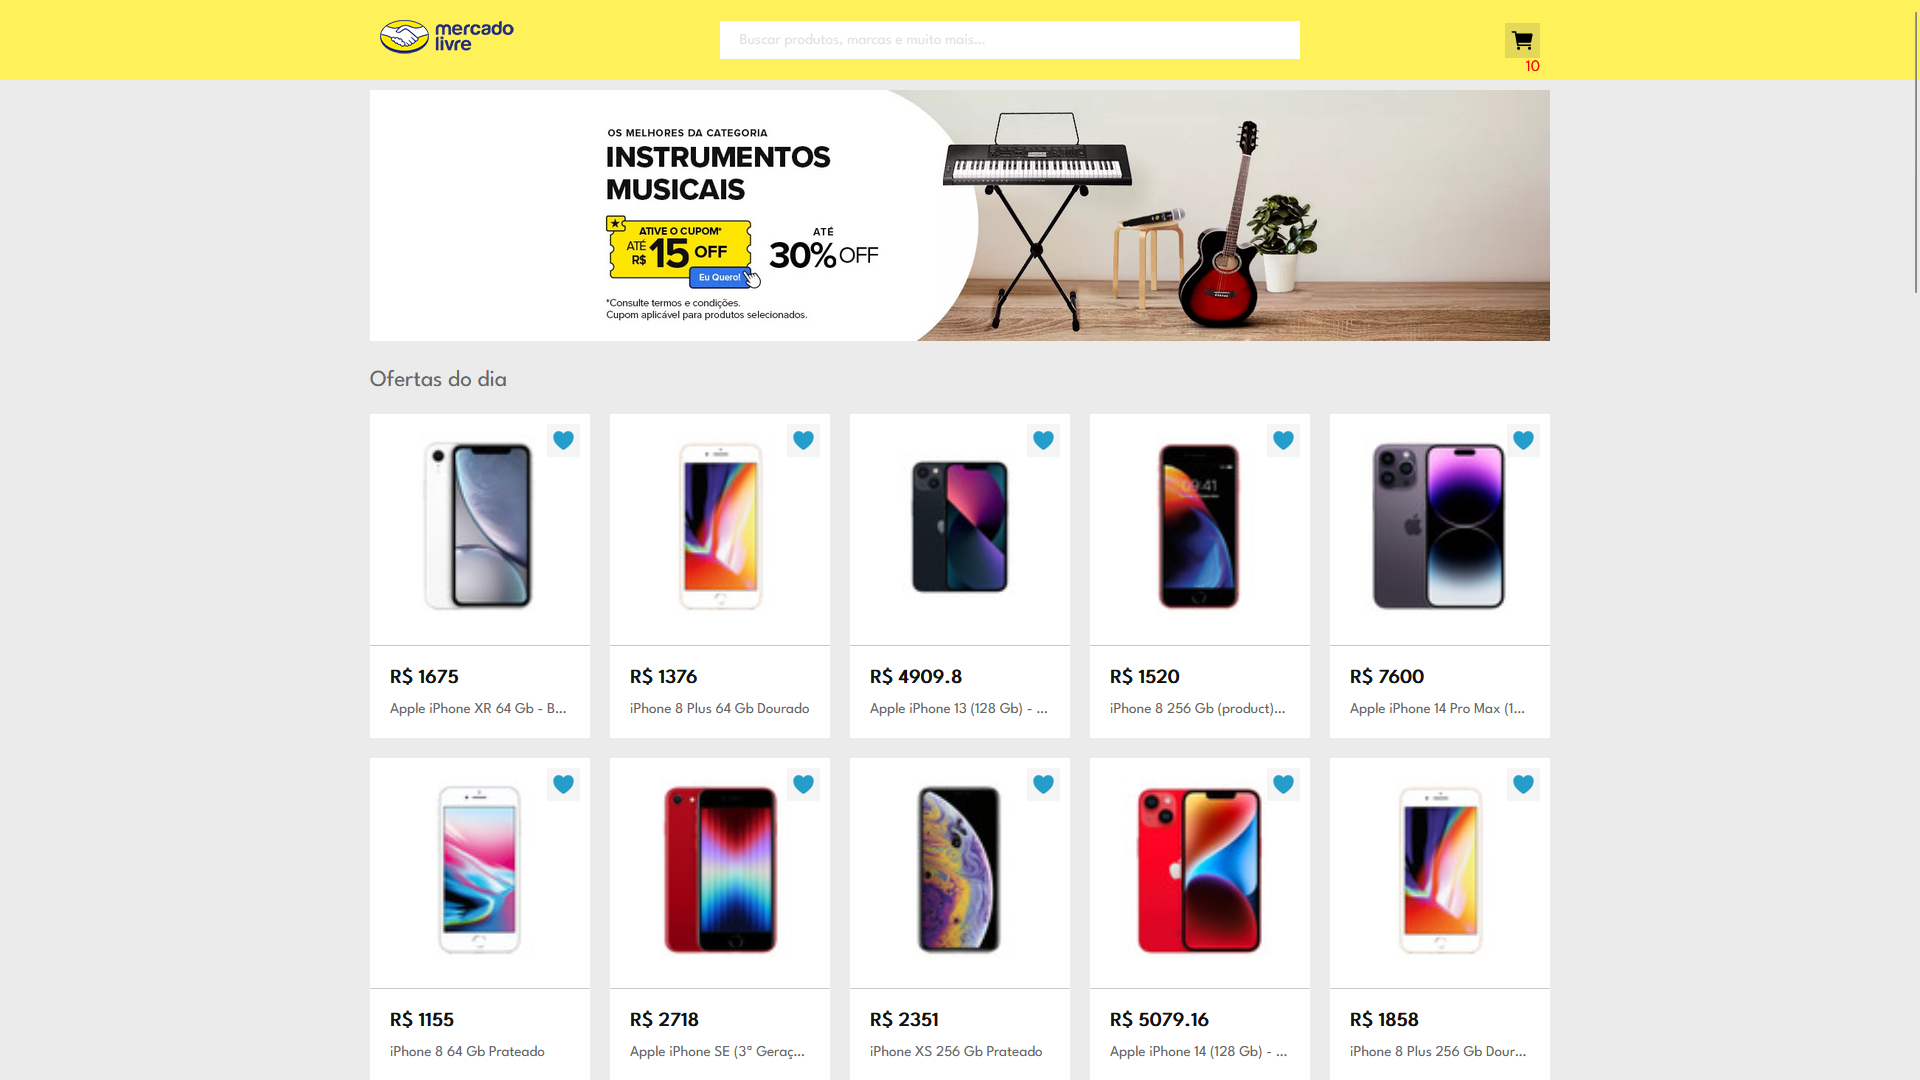 mercado
livre
Buscar produtos, marcas e muito mais...
10
OS MELHORES DA CATEGORIA
INSTRUMENTOS
MUSICAIS
ATIVE O CUPOM*
ATÉ R$ 15 OFF
Eu Quero!
ATÉ
30% OFF
*Consulte termos e condições.
Cupom aplicável para produtos selecionados.
Ofertas do dia
09:41
R$ 1675
Apple iPhone XR 64 Gb - B...
R$ 1376
iPhone 8 Plus 64 Gb Dourado
R$ 4909.8
Apple iPhone 13 (128 Gb) - ...
R$ 1520
iPhone 8 256 Gb (product)...
R$ 7600
Apple iPhone 14 Pro Max (1...
R$ 1155
iPhone 8 64 Gb Prateado
R$ 2718
Apple iPhone SE (3ª Geraç...
R$ 2351
iPhone XS 256 Gb Prateado
R$ 5079.16
Apple iPhone 14 (128 Gb) - ...
R$ 1858
iPhone 8 Plus 256 Gb Dour...